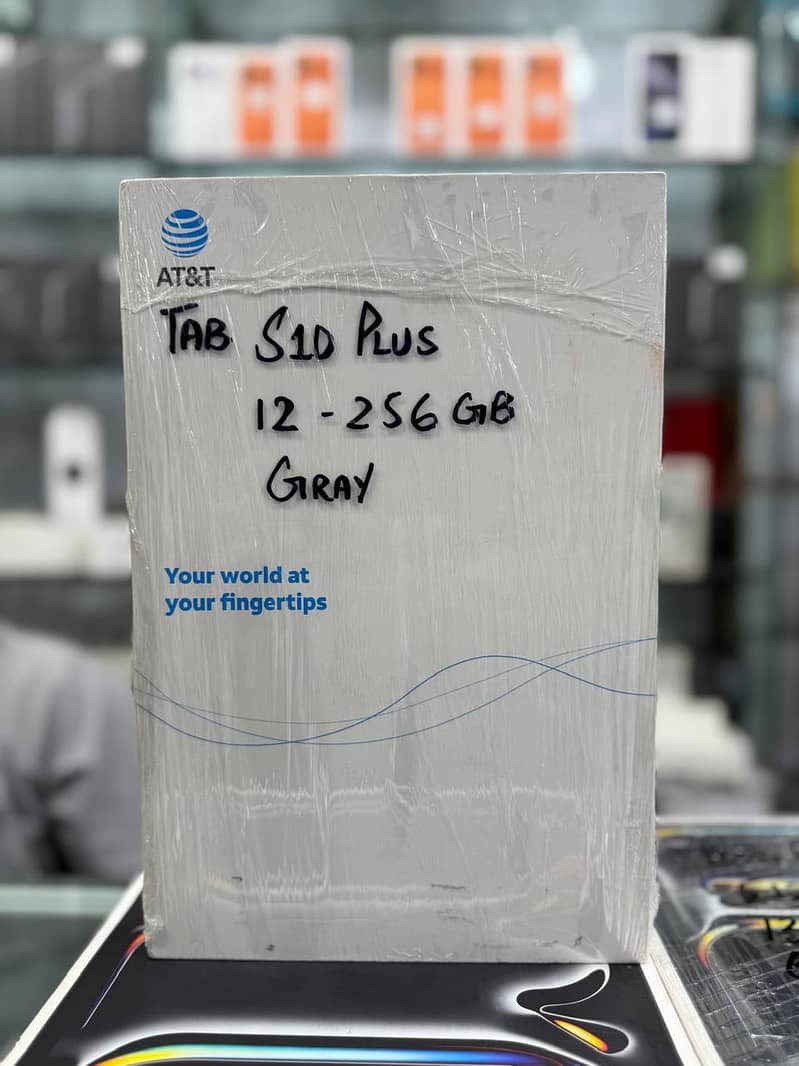 AT&T
TAB S10 PLUS
12 - 256 GB
GRAY
Your world at
your fingertips